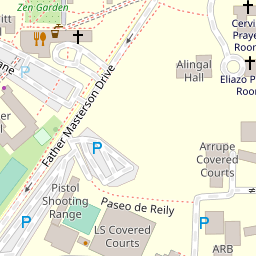 Zen Garden
Cervi
Praye
Room
Alingal
Hall
Eliazo P
Room
Father Masterson Drive
P
P
Arrupe
Covered
Courts
Pistol
Shooting
Range
Paseo de Reily
P
P
LS Covered
Courts
ARB